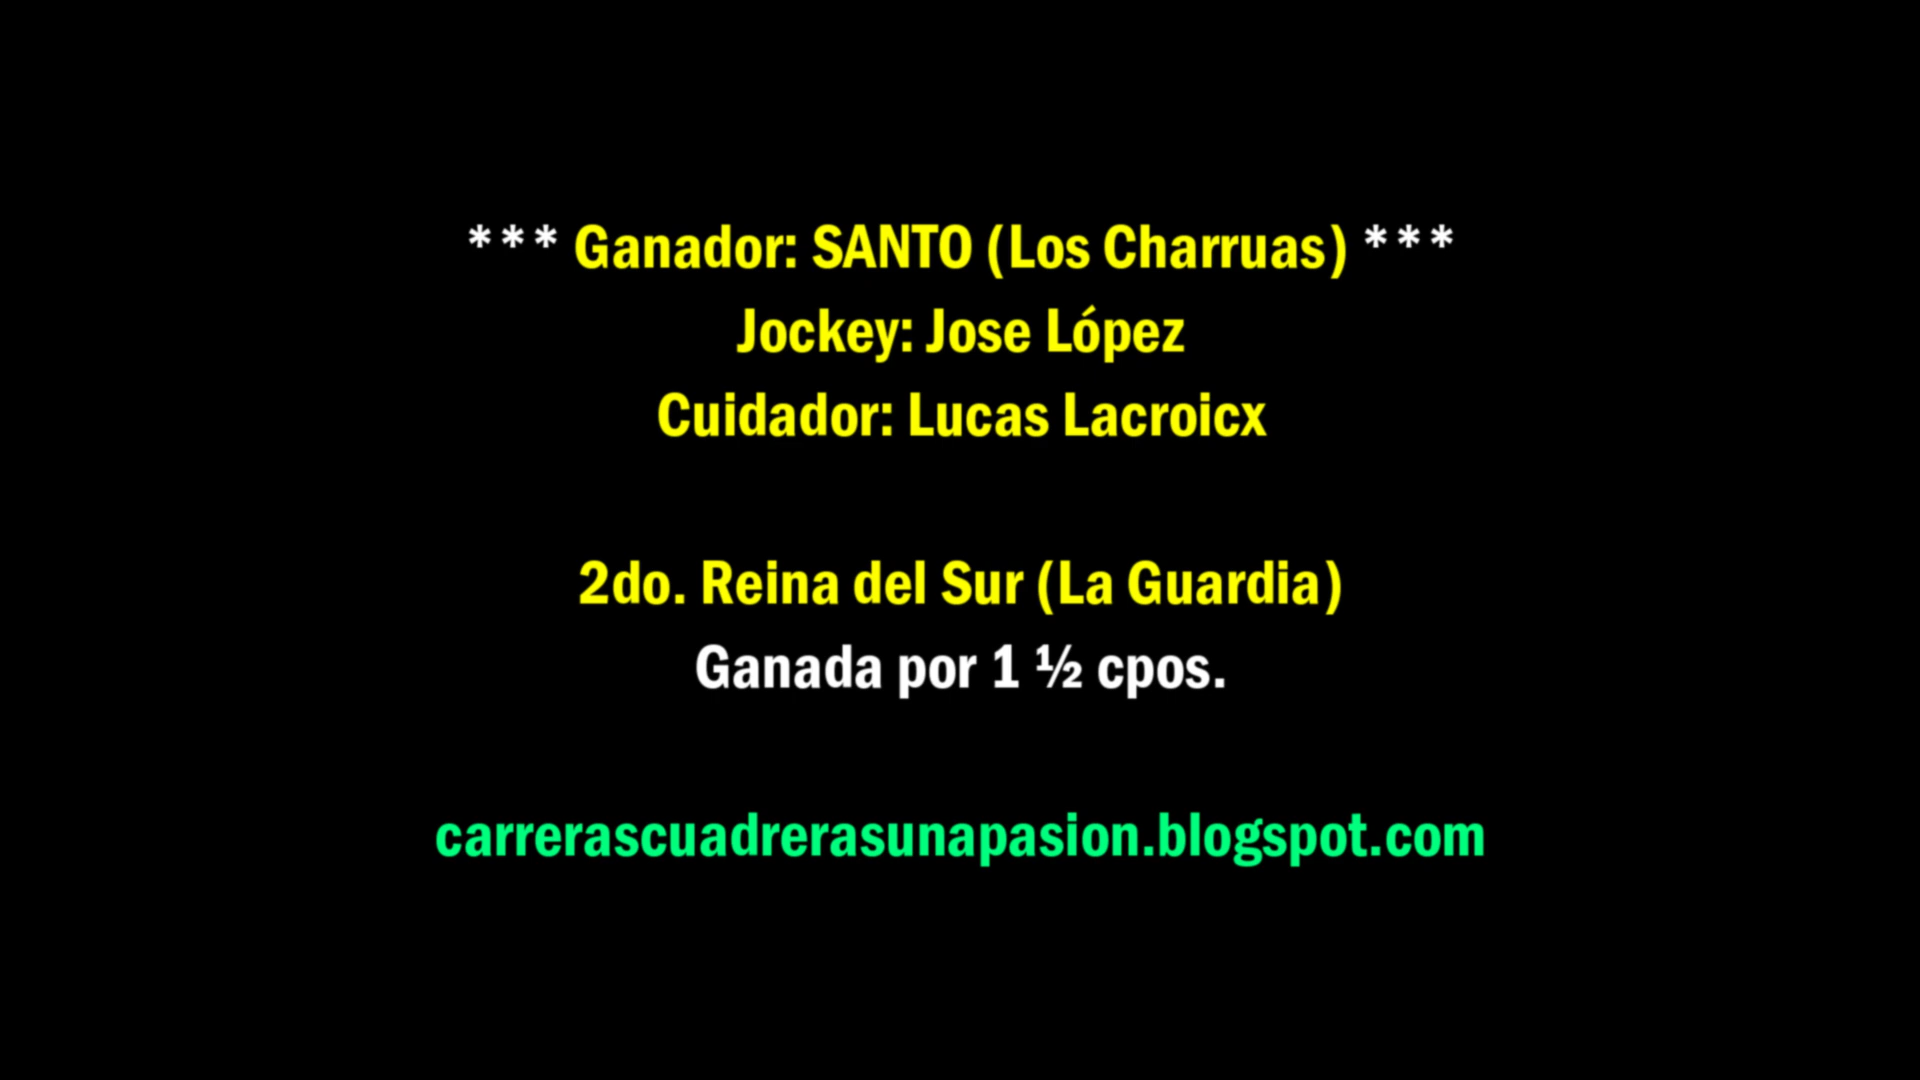 *** Ganador: SANTO (Los Charruas) ***
Jockey: Jose López
Cuidador: Lucas Lacroicx
2do. Reina del Sur (La Guardia)
Ganada por 1 ½ cpos.
carrerascuadrerasunapasion.blogspot.com